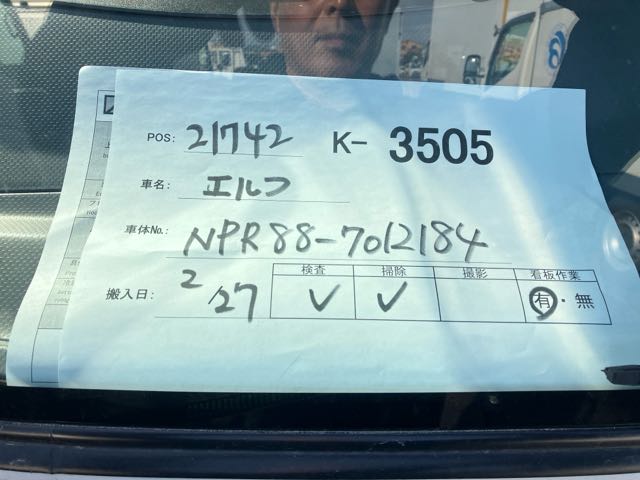 POS: 21742 K- 3505
車名: エルフ
車体No.: NPR88-7012184
搬入日: 2/27
検査 掃除 撮影 看板作業
✓ ✓ 有・無